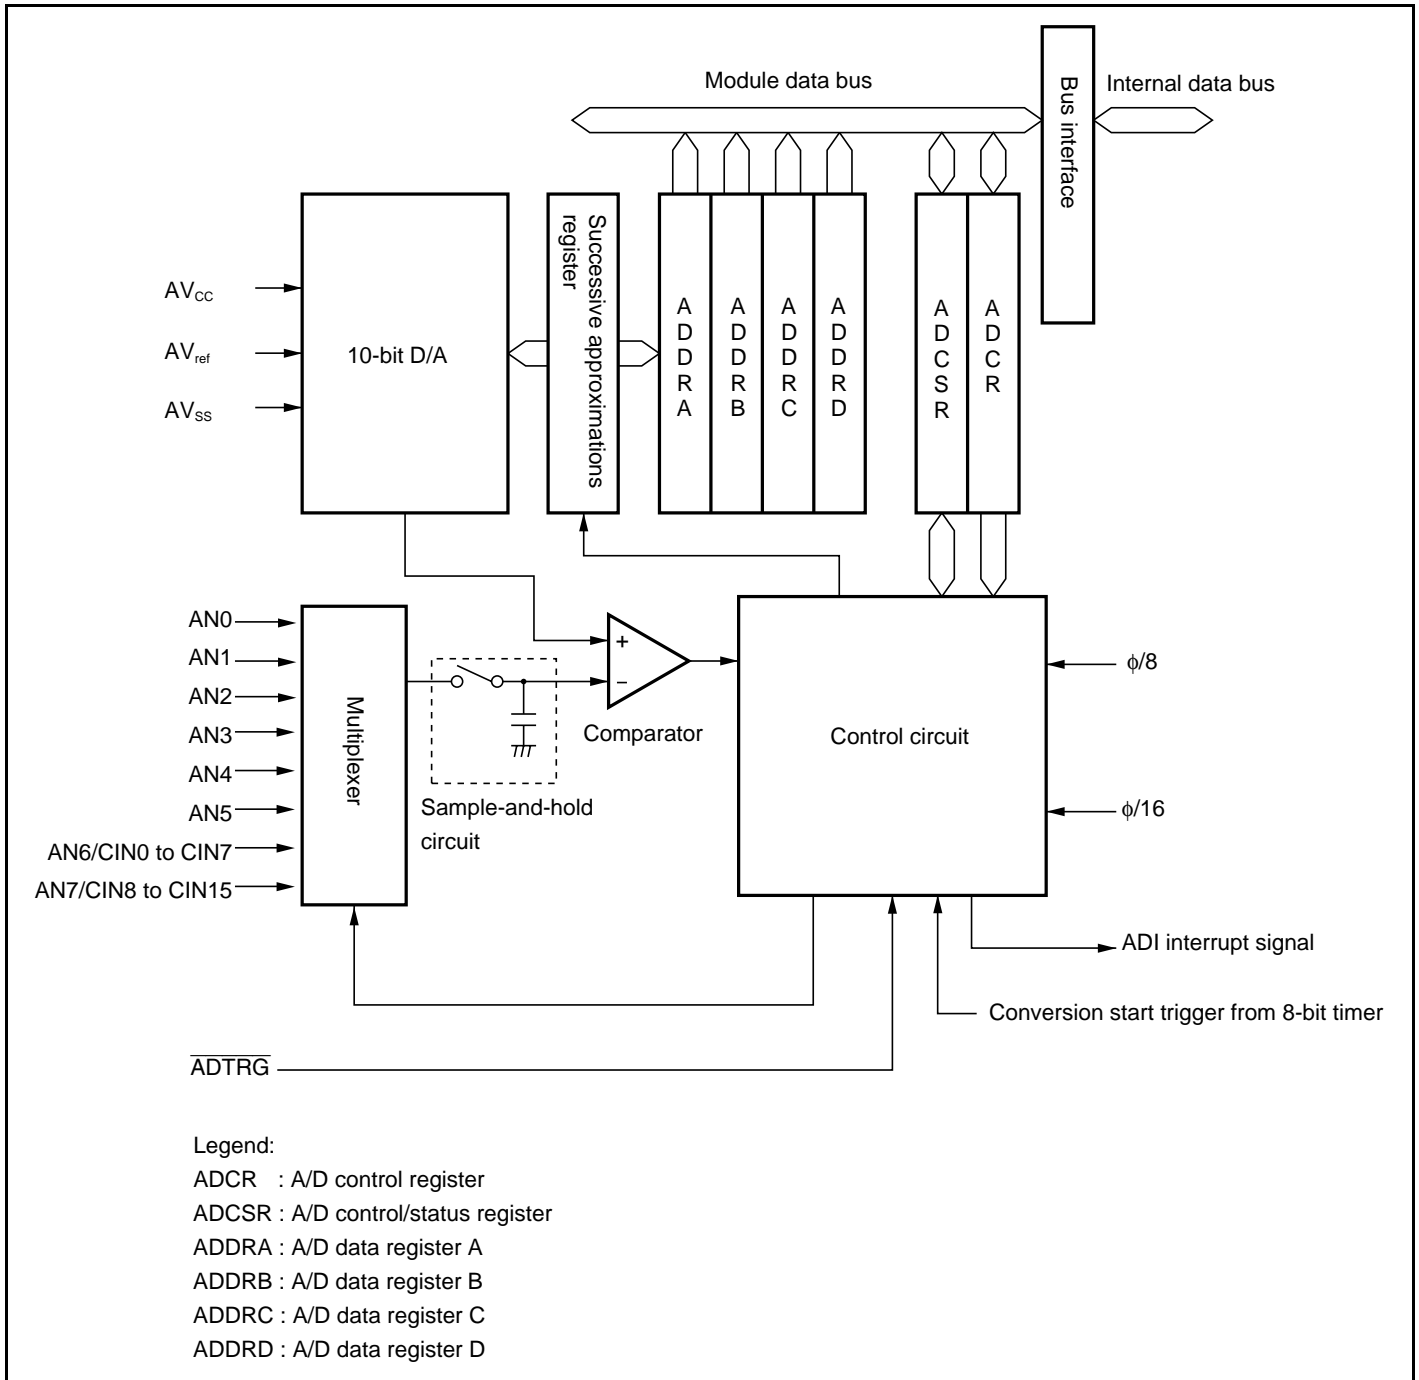 Module data bus
Internal data bus
Bus interface
Successive approximations
register
AVCC
AVref
AVSS
10-bit D/A
ADDRA
ADDRB
ADDRC
ADDRD
ADCSR
ADCR
AN0
AN1
AN2
AN3
AN4
AN5
AN6/CIN0 to CIN7
AN7/CIN8 to CIN15
Multiplexer
+
−
Comparator
Sample-and-hold
circuit
Control circuit
ϕ/8
ϕ/16
ADI interrupt signal
Conversion start trigger from 8-bit timer
ADTRG
Legend:
ADCR : A/D control register
ADCSR : A/D control/status register
ADDRA : A/D data register A
ADDRB : A/D data register B
ADDRC : A/D data register C
ADDRD : A/D data register D